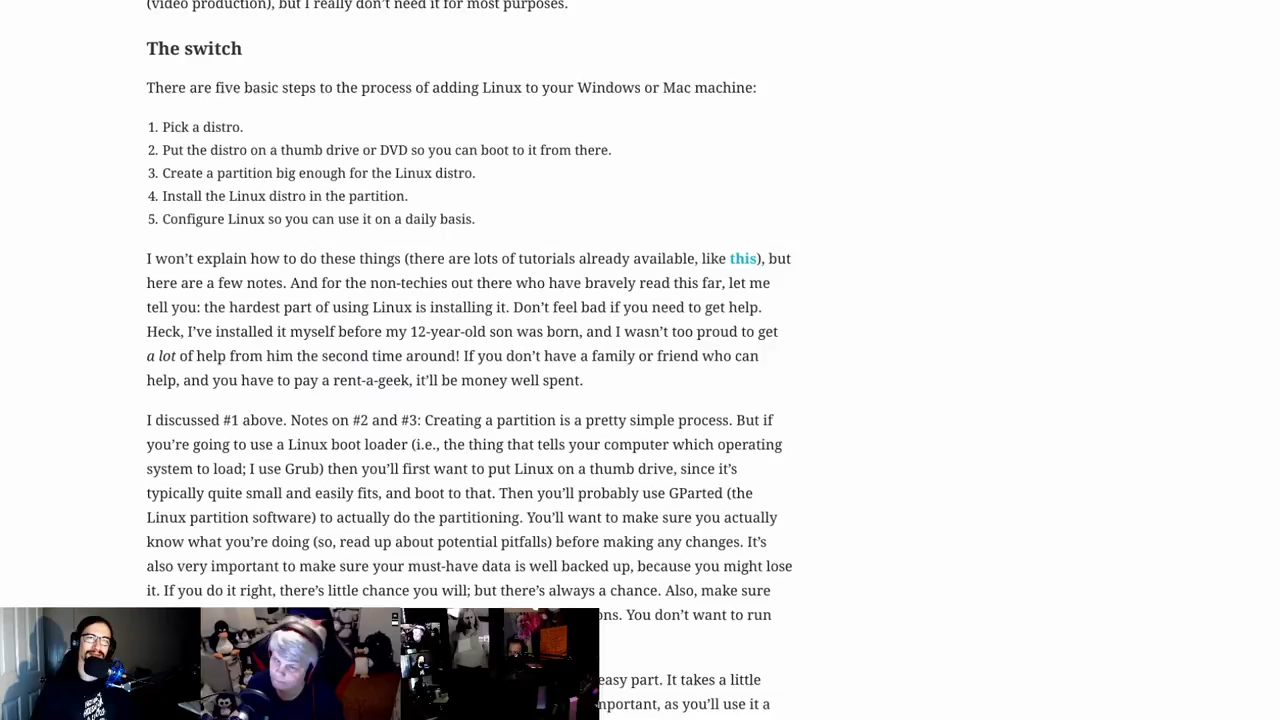 (video production), but I really don't need it for most purposes.
The switch
There are five basic steps to the process of adding Linux to your Windows or Mac machine:
1. Pick a distro.
2. Put the distro on a thumb drive or DVD so you can boot to it from there.
3. Create a partition big enough for the Linux distro.
4. Install the Linux distro in the partition.
5. Configure Linux so you can use it on a daily basis.
I won't explain how to do these things (there are lots of tutorials already available, like this), but
here are a few notes. And for the non-techies out there who have bravely read this far, let me
tell you: the hardest part of using Linux is installing it. Don't feel bad if you need to get help.
Heck, I've installed it myself before my 12-year-old son was born, and I wasn't too proud to get
a lot of help from him the second time around! If you don't have a family or friend who can
help, and you have to pay a rent-a-geek, it'll be money well spent.
I discussed #1 above. Notes on #2 and #3: Creating a partition is a pretty simple process. But if
you're going to use a Linux boot loader (i.e., the thing that tells your computer which operating
system to load; I use Grub) then you'll first want to put Linux on a thumb drive, since it's
typically quite small and easily fits, and boot to that. Then you'll probably use GParted (the
Linux partition software) to actually do the partitioning. You'll want to make sure you actually
know what you're doing (so, read up about potential pitfalls) before making any changes. It's
also very important to make sure your must-have data is well backed up, because you might lose
it. If you do it right, there's little chance you will; but there's always a chance. Also, make sure
ons. You don't want to run
easy part. It takes a little
mportant, as you'll use it a